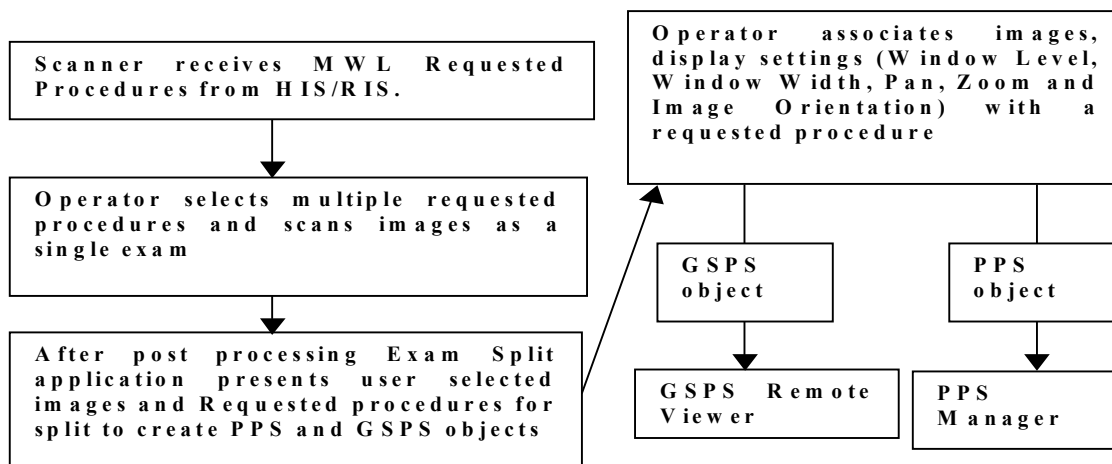 Scanner receives MWL Requested
Procedures from HIS/RIS.
Operator selects multiple requested
procedures and scans images as a
single exam
After post processing Exam Split
application presents user selected
images and Requested procedures for
split to create PPS and GSPS objects
Operator associates images,
display settings (Window Level,
Window Width, Pan, Zoom and
Image Orientation) with a
requested procedure
GSPS
object
PPS
object
GSPS Remote
Viewer
PPS
Manager